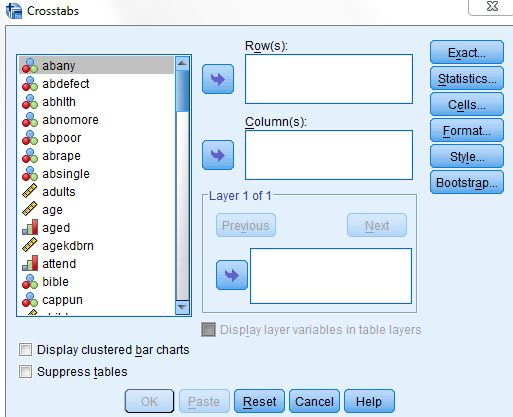 Crosstabs
abany
abdefect
abhlth
abnomore
abpoor
abrape
absingle
adults
age
aged
agekdbrn
attend
bible
cappun
Row(s):
Column(s):
Layer 1 of 1
Previous
Next
Display layer variables in table layers
Exact...
Statistics...
Cells...
Format...
Style...
Bootstrap...
Display clustered bar charts
Suppress tables
OK
Paste
Reset
Cancel
Help